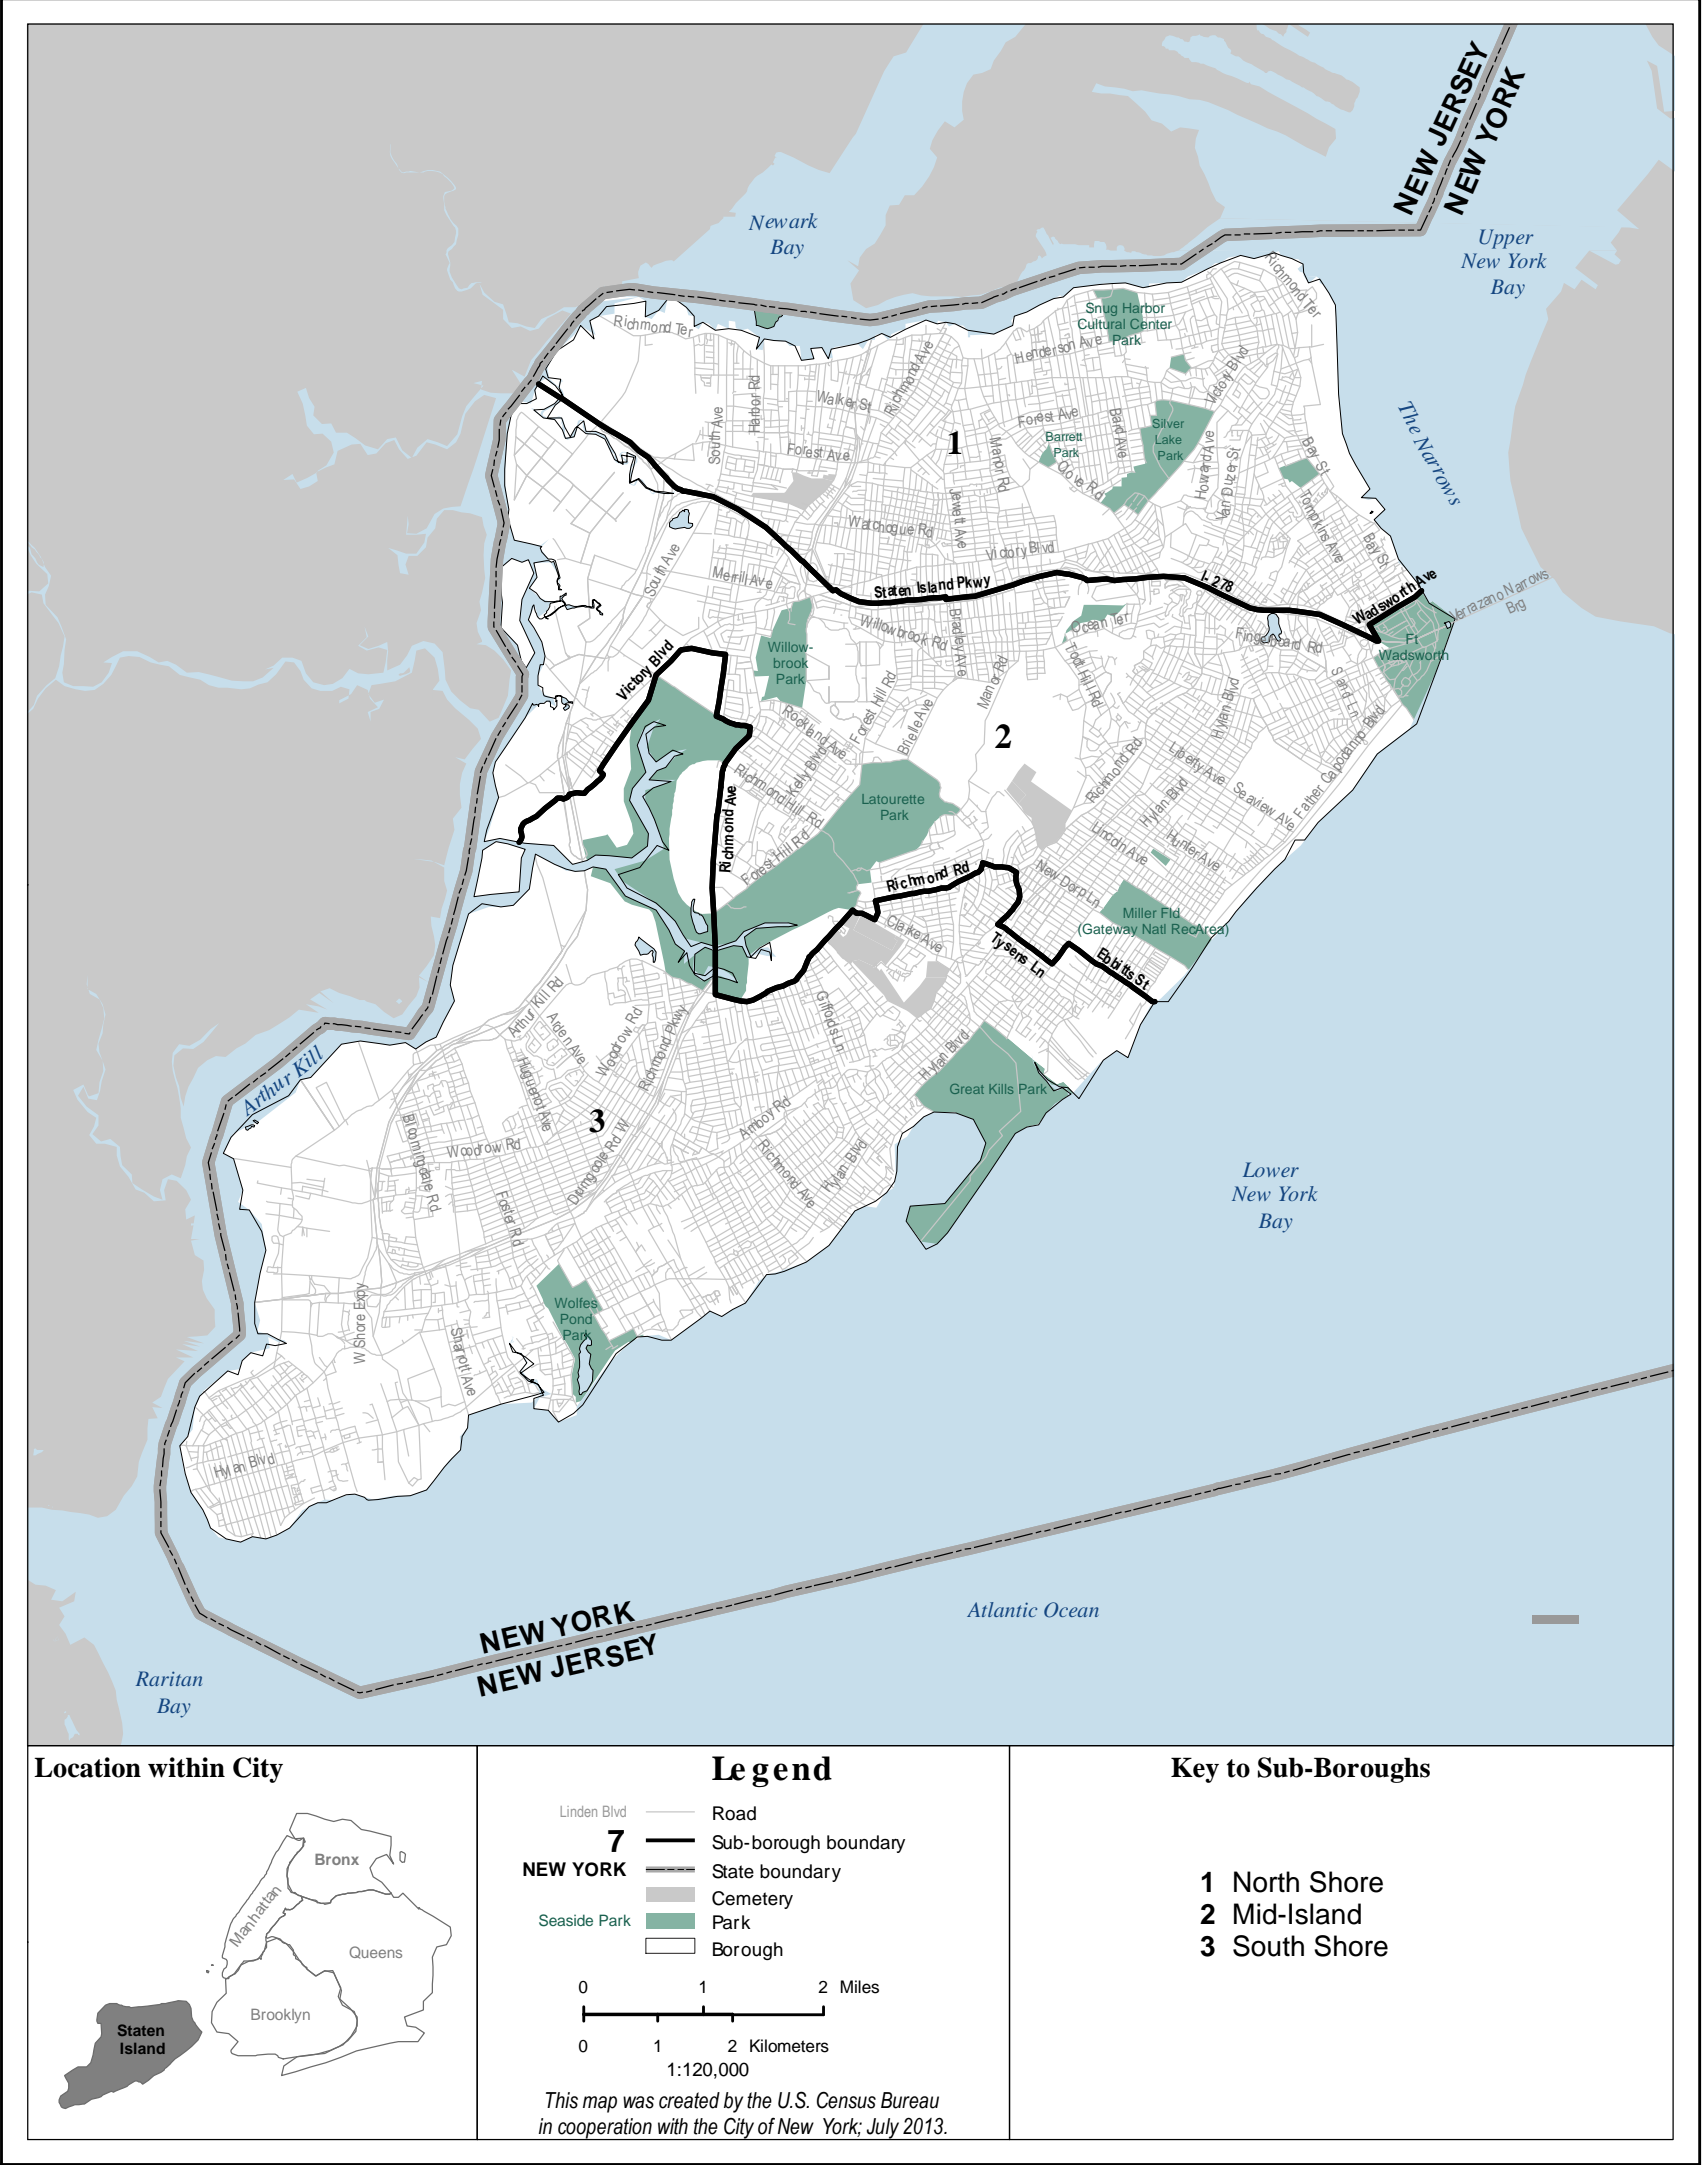 NEW JERSEY
NEW YORK
Newark
Bay
Upper
New York
Bay
Richmond Ter
Richmond Ter
Snug Harbor
Cultural Center
Park
Henderson Ave
Richmond Ave
Victory Blvd
Harbor Rd
Walker St
South Ave
Forest Ave
Forest Ave
Bard Ave
Silver
Lake
Park
Barrett
Park
1
Manor Rd
Clove Rd
Howard Ave
Van Duzer St
Bay St
The Narrows
Jewett Ave
Tompkins Ave
Watchogue Rd
Victory Blvd
Bay St
South Ave
Merrill Ave
Staten Island Pkwy
I- 278
Wadsworth Ave
Verrazano Narrows
Brg
Willowbrook Rd
Bradley Ave
Ocean Ter
Fingerboard Rd
Ft
Wadsworth
Victory Blvd
Willow-
brook
Park
Todt Hill Rd
Sand Ln
Forest Hill Rd
Manor Rd
Hylan Blvd
Rockland Ave
Brielle Ave
2
Father Capodanno Blvd
Kelly Blvd
Richmond Rd
Liberty Ave
Richmond Hill Rd
Seaview Ave
Hylan Blvd
Latourette
Park
Richmond Ave
Lincoln Ave
Hunter Ave
Forest Hill Rd
Richmond Rd
New Dorp Ln
Miller Fld
(Gateway Natl RecArea)
Clarke Ave
Tysens Ln
Ebbitts St
Arthur Kill Rd
Giffords Ln
Alden Ave
Woodrow Rd
Richmond Pkwy
Hylan Blvd
Arthur Kill
Huguenot Ave
Great Kills Park
Bloomingdale Rd
3
Amboy Rd
Woodrow Rd
Drumgoole Rd W
Richmond Ave
Hylan Blvd
Lower
New York
Bay
Foster Rd
W Shore Expy
Wolfes
Pond
Park
Sharrott Ave
Hylan Blvd
NEW YORK
NEW JERSEY
Atlantic Ocean
Raritan
Bay
Location within City
Bronx
Manhattan
Queens
Brooklyn
Staten
Island
Legend
Linden Blvd Road
7 Sub-borough boundary
NEW YORK State boundary
Cemetery
Seaside Park Park
Borough
0 1 2 Miles
0 1 2 Kilometers
1:120,000
This map was created by the U.S. Census Bureau
in cooperation with the City of New York; July 2013.
Key to Sub-Boroughs
1 North Shore
2 Mid-Island
3 South Shore